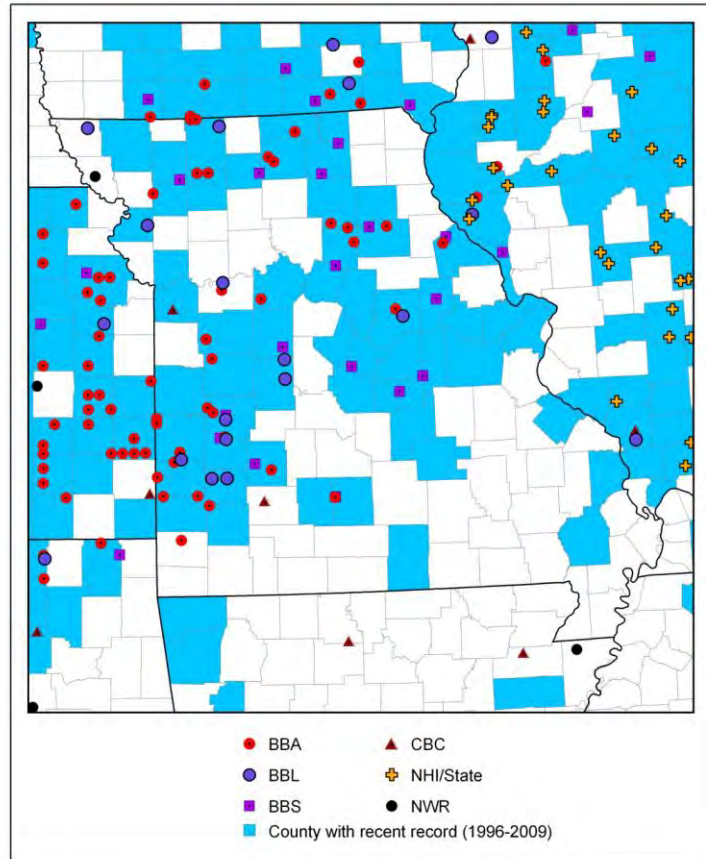 BBA
CBC
BBL
NHI/State
BBS
NWR
County with recent record (1996-2009)